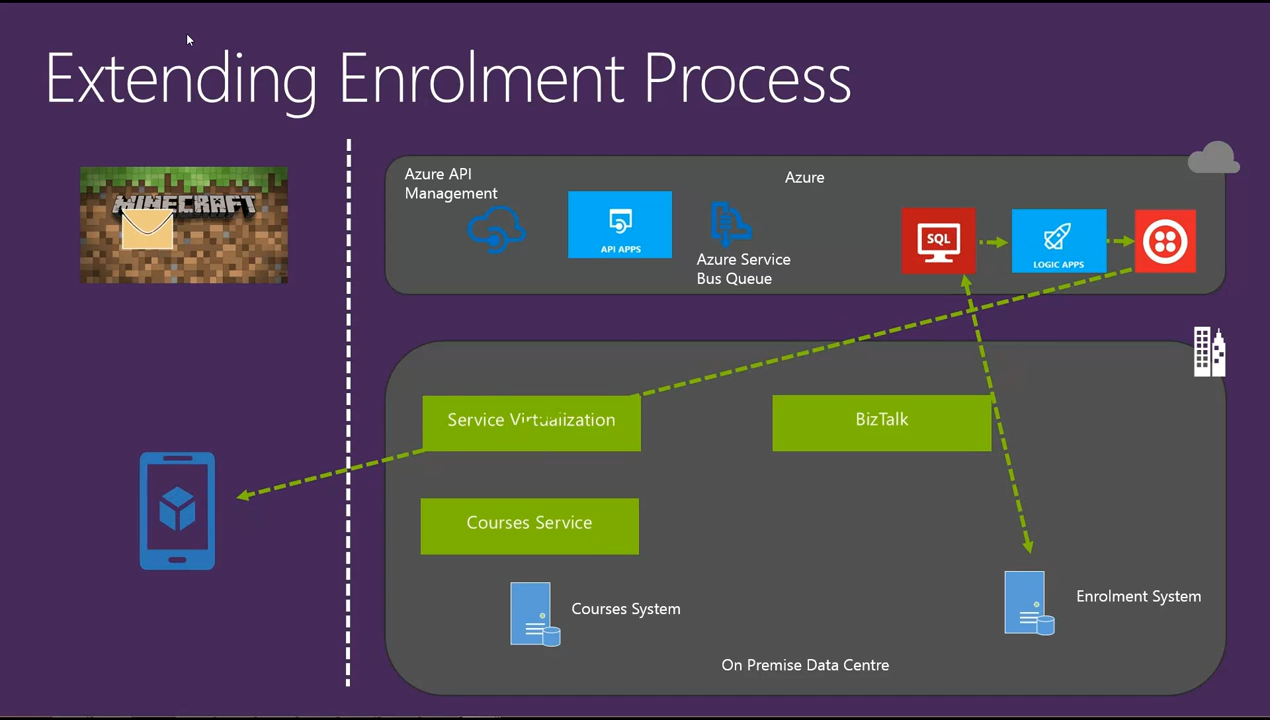 Extending Enrolment Process
MINECRAFT
Azure API
Management
API APPS
Azure Service
Bus Queue
Azure
SQL
LOGIC APPS
Service Virtualization
BizTalk
Courses Service
Courses System
Enrolment System
On Premise Data Centre